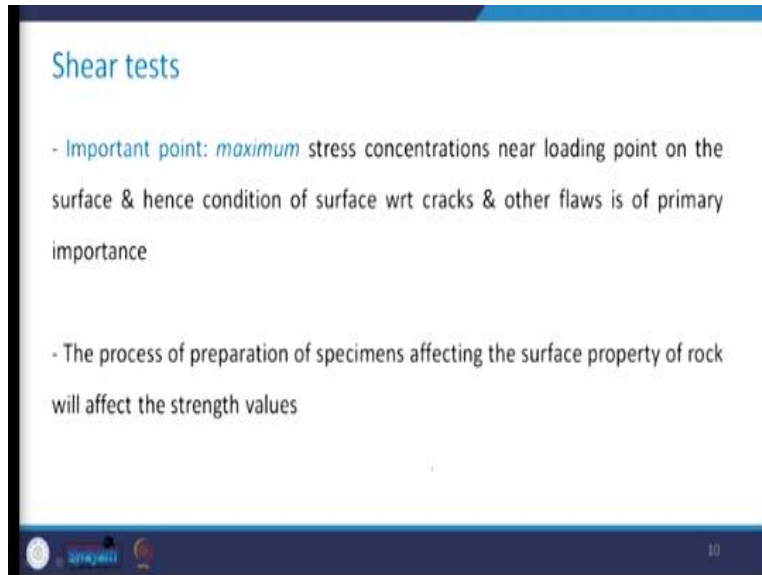 Shear tests
- Important point: maximum stress concentrations near loading point on the
surface & hence condition of surface wrt cracks & other flaws is of primary
importance
- The process of preparation of specimens affecting the surface property of rock
will affect the strength values
swayam
10